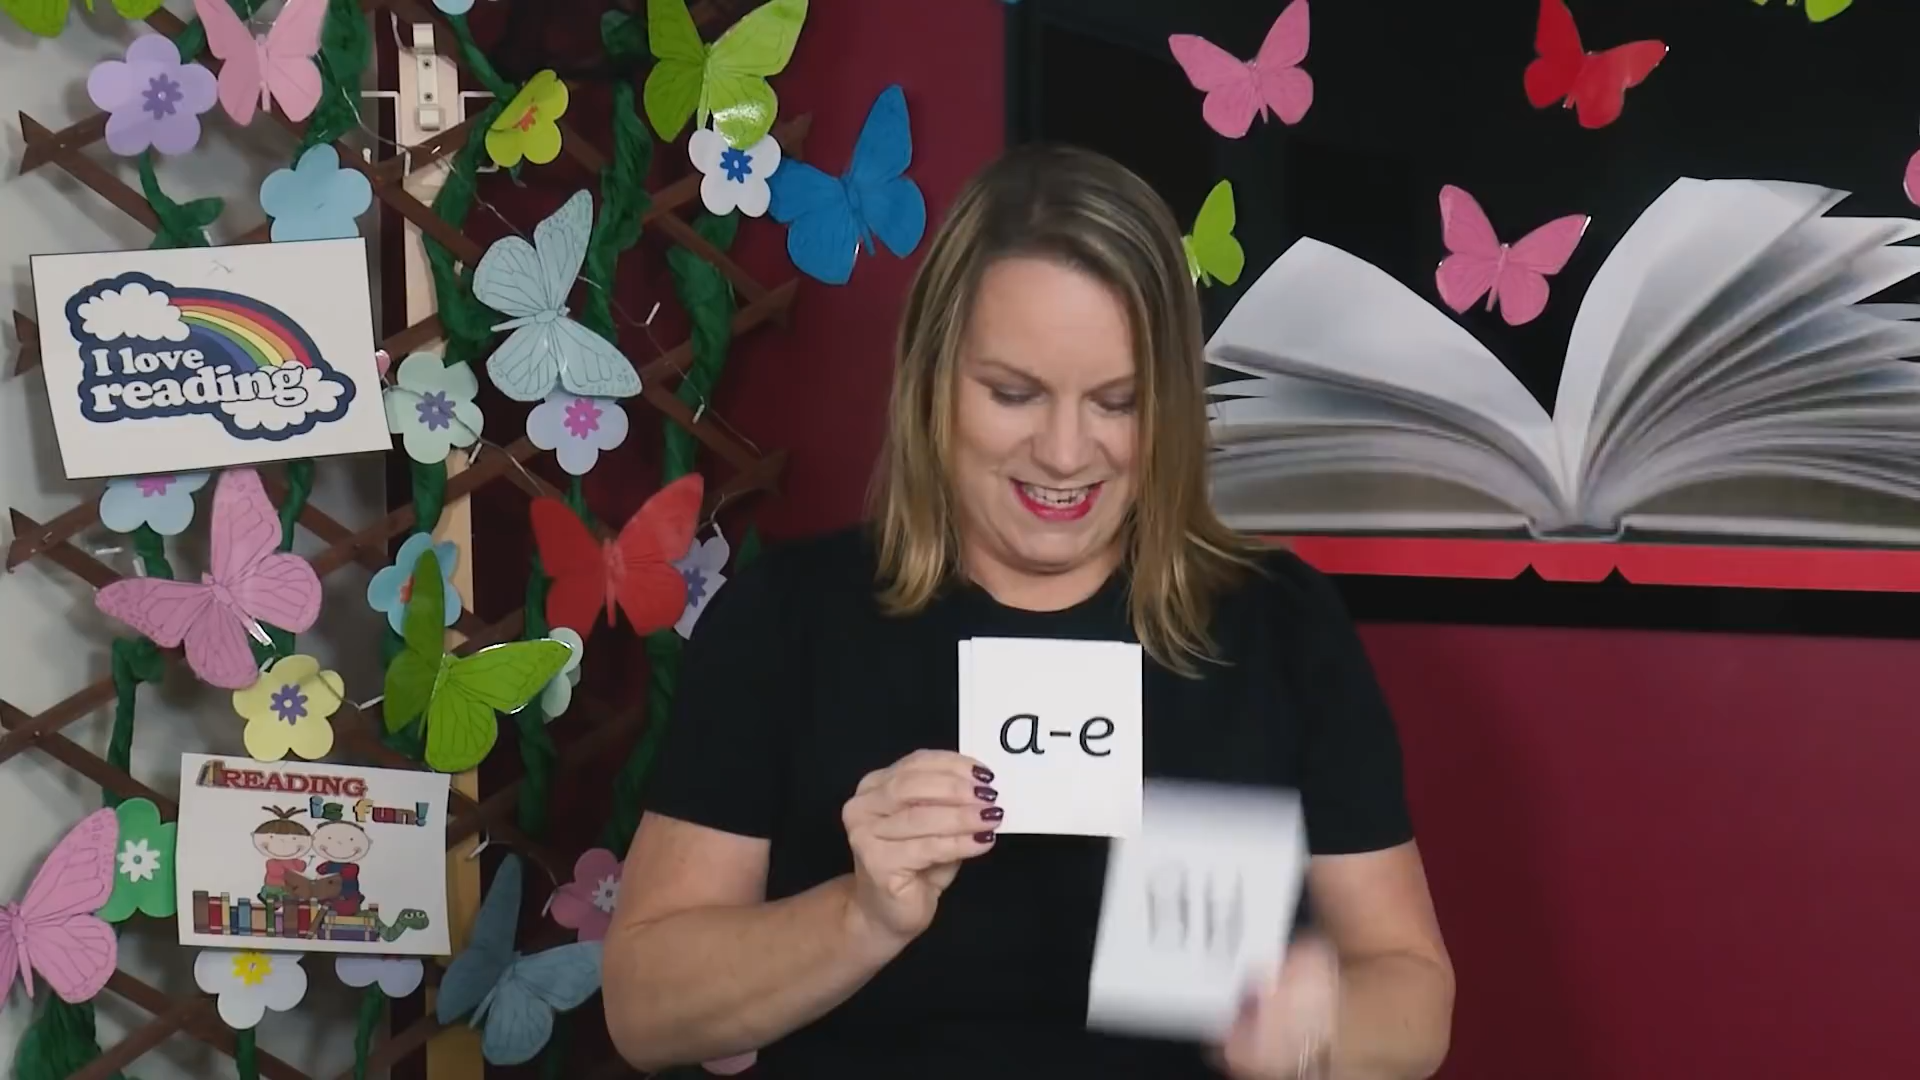 I love
reading
READING
is fun!
a-e